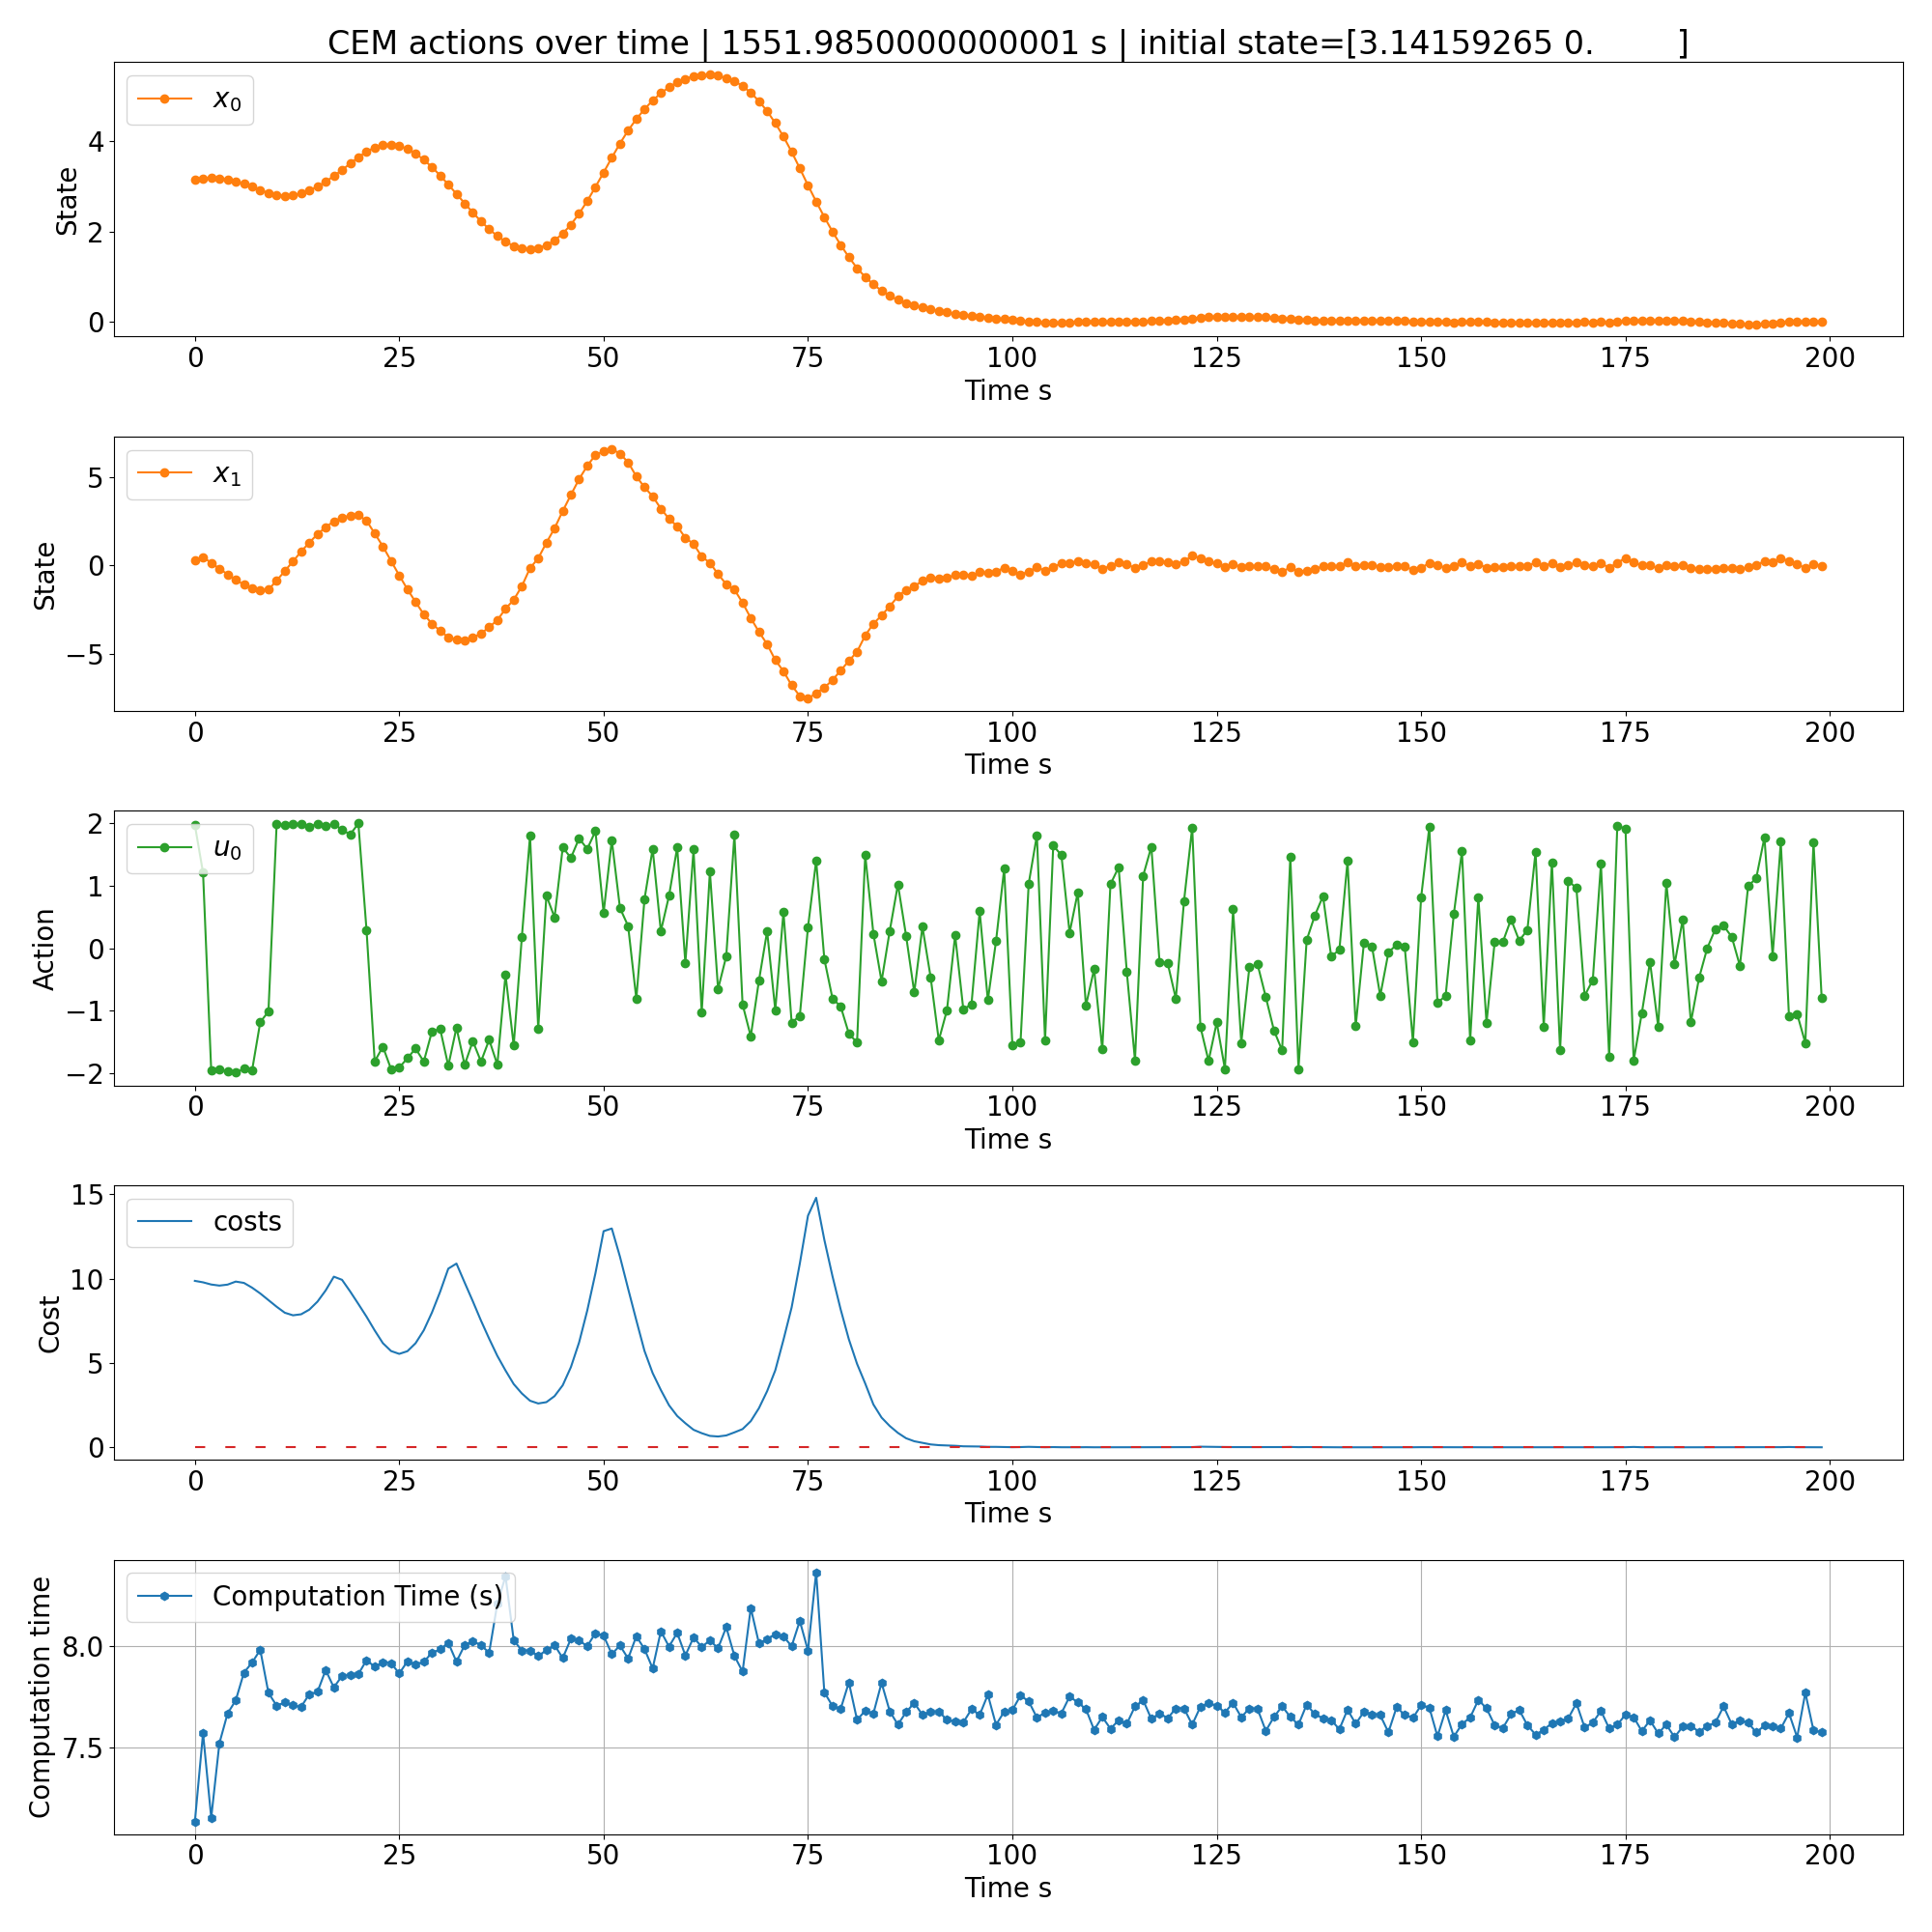 CEM actions over time | 1551.9850000000001 s | initial state=[3.14159265 0. ]
x₀
State
4
2
0
0 25 50 75 100 125 150 175 200
Time s
x₁
State
5
0
−5
0 25 50 75 100 125 150 175 200
Time s
u₀
Action
2
1
0
−1
−2
0 25 50 75 100 125 150 175 200
Time s
costs
Cost
15
10
5
0
0 25 50 75 100 125 150 175 200
Time s
Computation Time (s)
Computation time
8.0
7.5
0 25 50 75 100 125 150 175 200
Time s